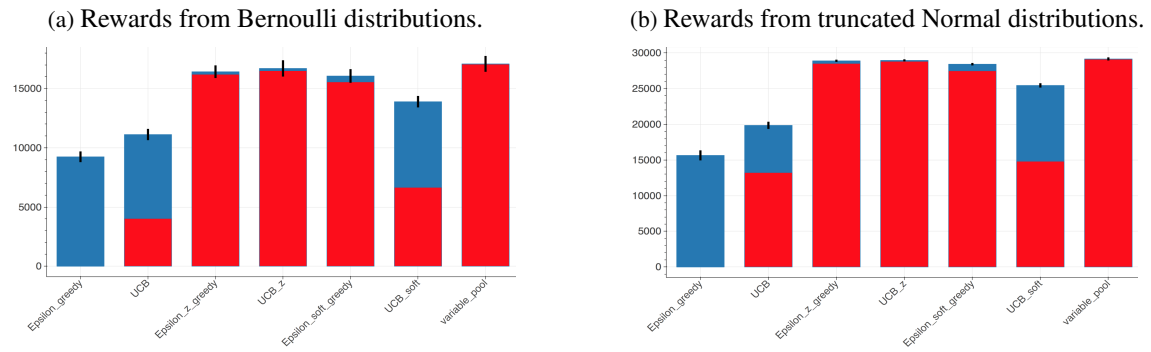 (a) Rewards from Bernoulli distributions.
15000
10000
5000
0
Epsilon_greedy
UCB
Epsilon_z_greedy
UCB_z
Epsilon_soft_greedy
UCB_soft
variable_pool
(b) Rewards from truncated Normal distributions.
30000
25000
20000
15000
10000
5000
0
Epsilon_greedy
UCB
Epsilon_z_greedy
UCB_z
Epsilon_soft_greedy
UCB_soft
variable_pool